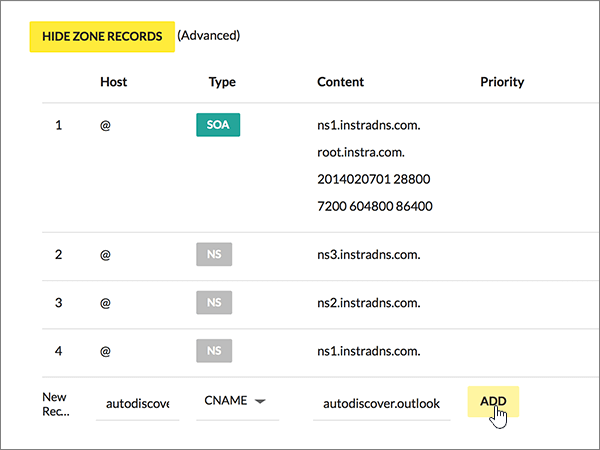 HIDE ZONE RECORDS (Advanced)
Host Type Content Priority
1 @ SOA ns1.instradns.com.
root.instra.com.
2014020701 28800
7200 604800 86400
2 @ NS ns3.instradns.com.
3 @ NS ns2.instradns.com.
4 @ NS ns1.instradns.com.
New
Rec... autodiscove CNAME autodiscover.outlook ADD